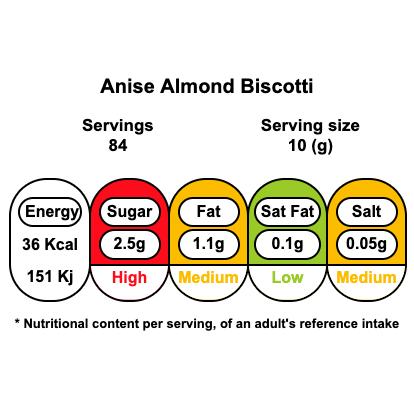 Anise Almond Biscotti
Servings Serving size
84 10 (g)
Energy Sugar Fat Sat Fat Salt
36 Kcal 2.5g 1.1g 0.1g 0.05g
151 Kj High Medium Low Medium
* Nutritional content per serving, of an adult's reference intake